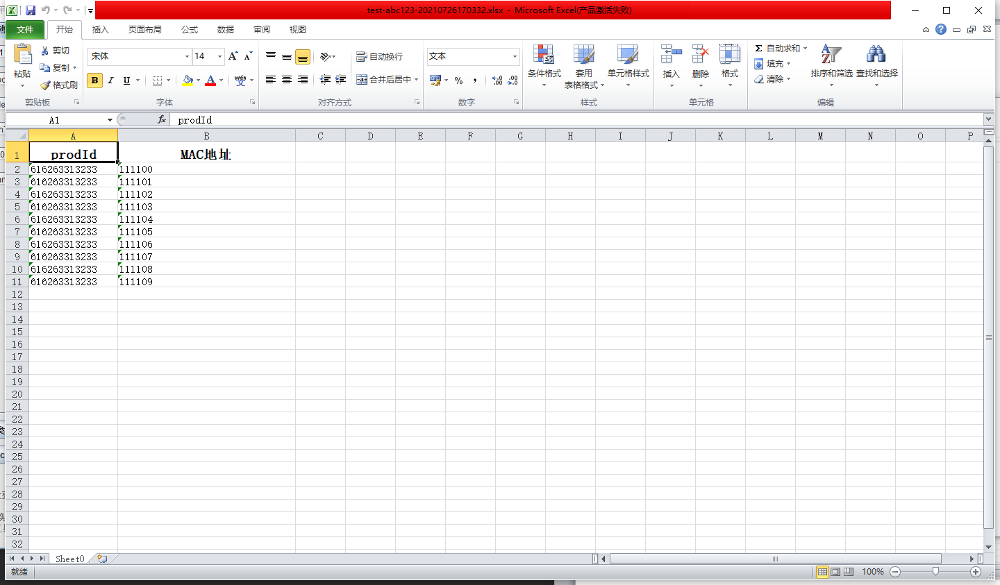 test-abc123-20210726170332.xlsx - Microsoft Excel(产品激活失败)
文件 开始 插入 页面布局 公式 数据 审阅 视图
剪切 宋体 14 自动换行 文本 Σ 自动求和
粘贴 复制 条件格式 套用 单元格样式 插入 删除 格式 填充 排序和筛选 查找和选择
格式刷 B I U A wén 文 合并后居中 % , 表格格式 清除
剪贴板 字体 对齐方式 数字 样式 单元格 编辑
A1 fx prodId
A B C D E F G H I J K L M N O P
1 prodId MAC地址
2 616263313233 111100
3 616263313233 111101
4 616263313233 111102
5 616263313233 111103
6 616263313233 111104
7 616263313233 111105
8 616263313233 111106
9 616263313233 111107
10 616263313233 111108
11 616263313233 111109
12
13
14
15
16
17
18
19
20
21
22
23
24
25
26
27
28
29
30
31
32
Sheet0
就绪 100%